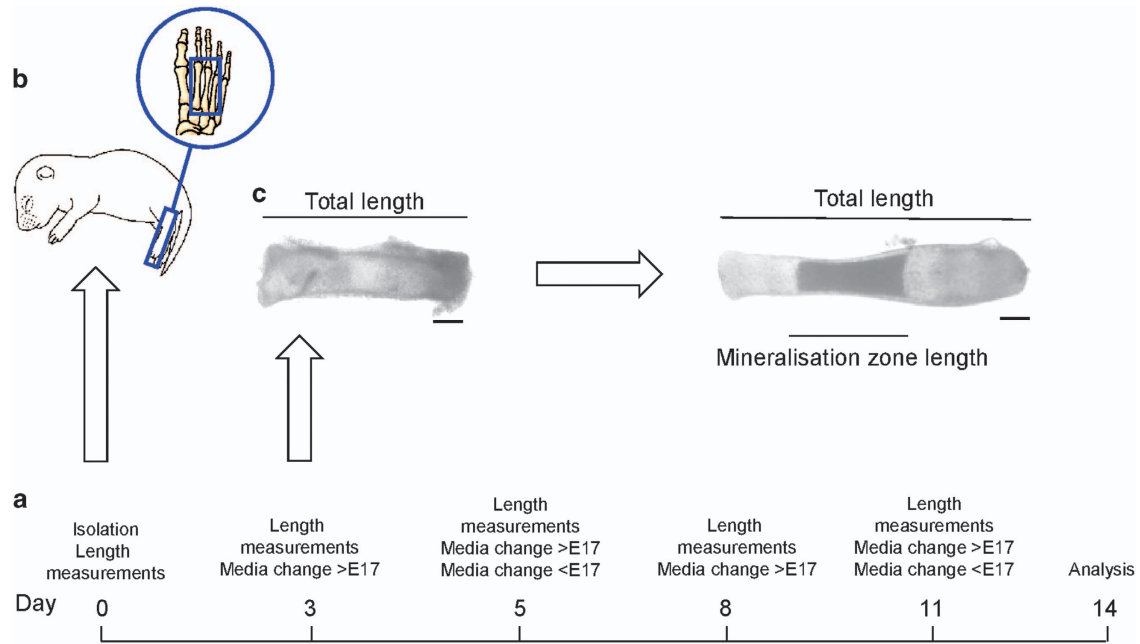 b
c
Total length
Total length
Mineralisation zone length
a
Isolation
Length
measurements
Length
measurements
Media change >E17
Length
measurements
Media change >E17
Media change <E17
Length
measurements
Media change >E17
Length
measurements
Media change >E17
Media change <E17
Analysis
Day 0 3 5 8 11 14